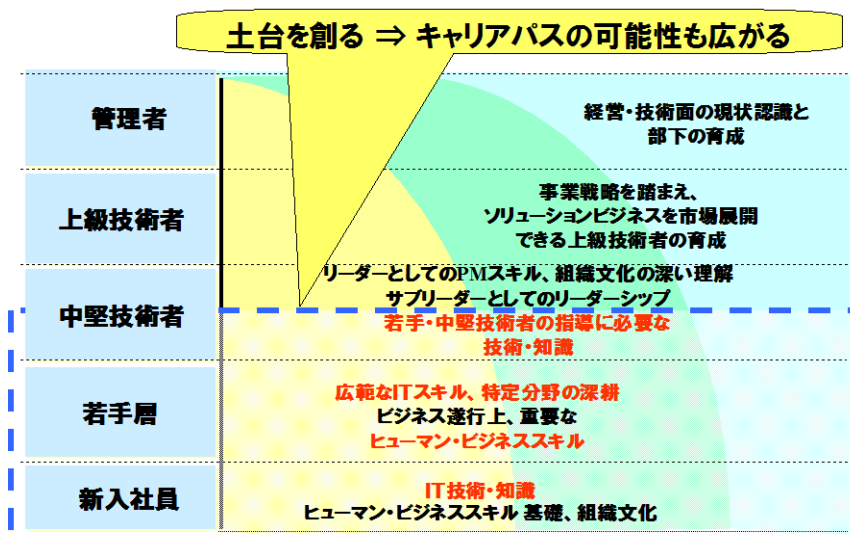 土台を創る ⇒ キャリアパスの可能性も広がる
管理者
経営・技術面の現状認識と
部下の育成
上級技術者
事業戦略を踏まえ、
ソリューションビジネスを市場展開
できる上級技術者の育成
中堅技術者
リーダーとしてのPMスキル、組織文化の深い理解
サブリーダーとしてのリーダーシップ
若手・中堅技術者の指導に必要な
技術・知識
若手層
広範なITスキル、特定分野の深耕
ビジネス遂行上、重要な
ヒューマン・ビジネススキル
新入社員
IT技術・知識
ヒューマン・ビジネススキル 基礎、組織文化